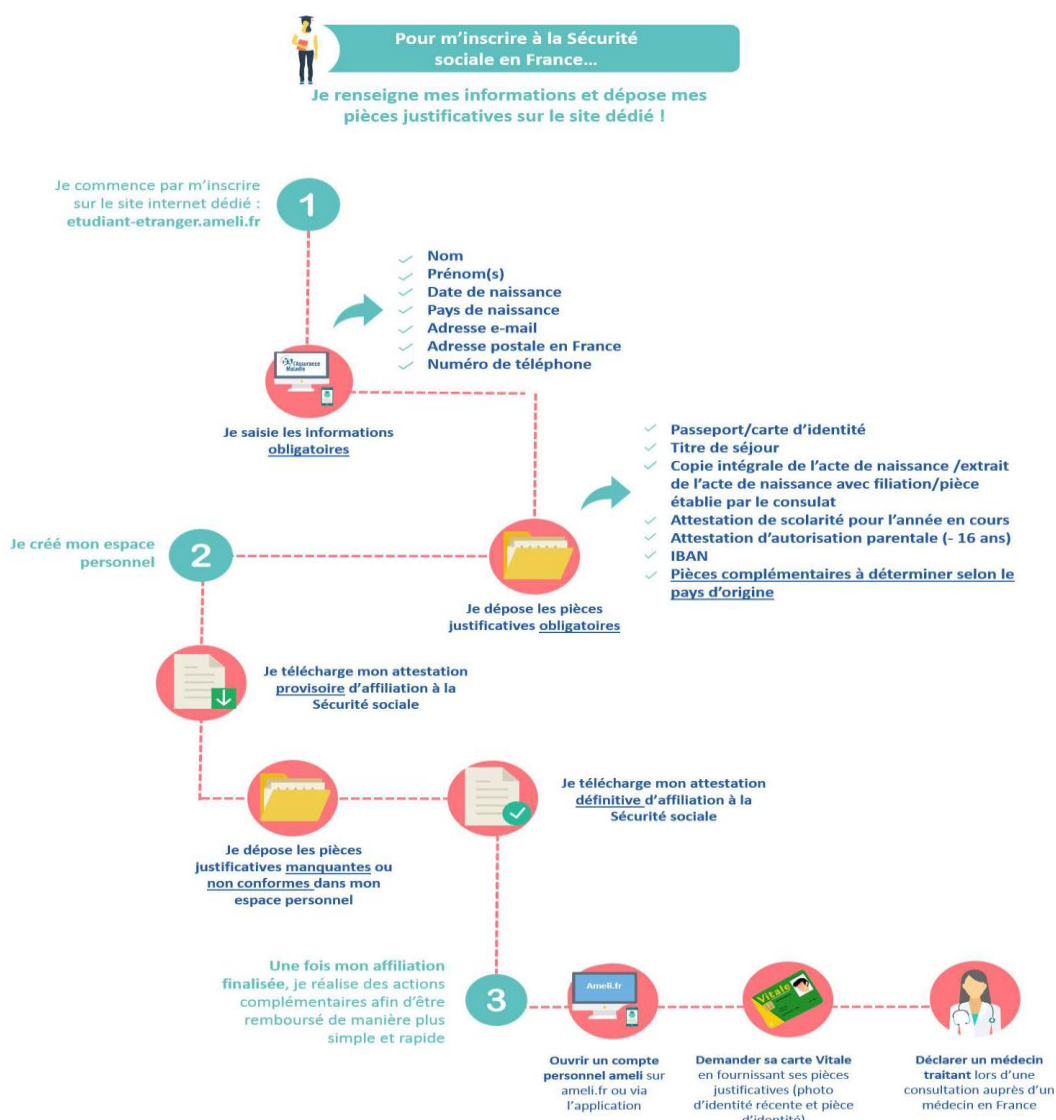 Pour m'inscrire à la Sécurité
sociale en France...
Je renseigne mes informations et dépose mes
pièces justificatives sur le site dédié !
Je commence par m'inscrire
sur le site internet dédié :
etudiant-etranger.ameli.fr
1
Nom
Prénom(s)
Date de naissance
Pays de naissance
Adresse e-mail
Adresse postale en France
Numéro de téléphone
l'Assurance
Maladie
Je saisie les informations
obligatoires
Passeport/carte d'identité
Titre de séjour
Copie intégrale de l'acte de naissance /extrait
de l'acte de naissance avec filiation/pièce
établie par le consulat
Attestation de scolarité pour l'année en cours
Attestation d'autorisation parentale (- 16 ans)
IBAN
Pièces complémentaires à déterminer selon le
pays d'origine
Je dépose les pièces
justificatives obligatoires
Je créé mon espace
personnel
2
Je télécharge mon attestation
provisoire d'affiliation à la
Sécurité sociale
Je dépose les pièces
justificatives manquantes ou
non conformes dans mon
espace personnel
Je télécharge mon attestation
définitive d'affiliation à la
Sécurité sociale
Une fois mon affiliation
finalisée, je réalise des actions
complémentaires afin d'être
remboursé de manière plus
simple et rapide
3
Ameli.fr
Ouvrir un compte
personnel ameli sur
ameli.fr ou via
l'application
Vitale
Demander sa carte Vitale
en fournissant ses pièces
justificatives (photo
d'identité récente et pièce
d'identité)
Déclarer un médecin
traitant lors d'une
consultation auprès d'un
médecin en France